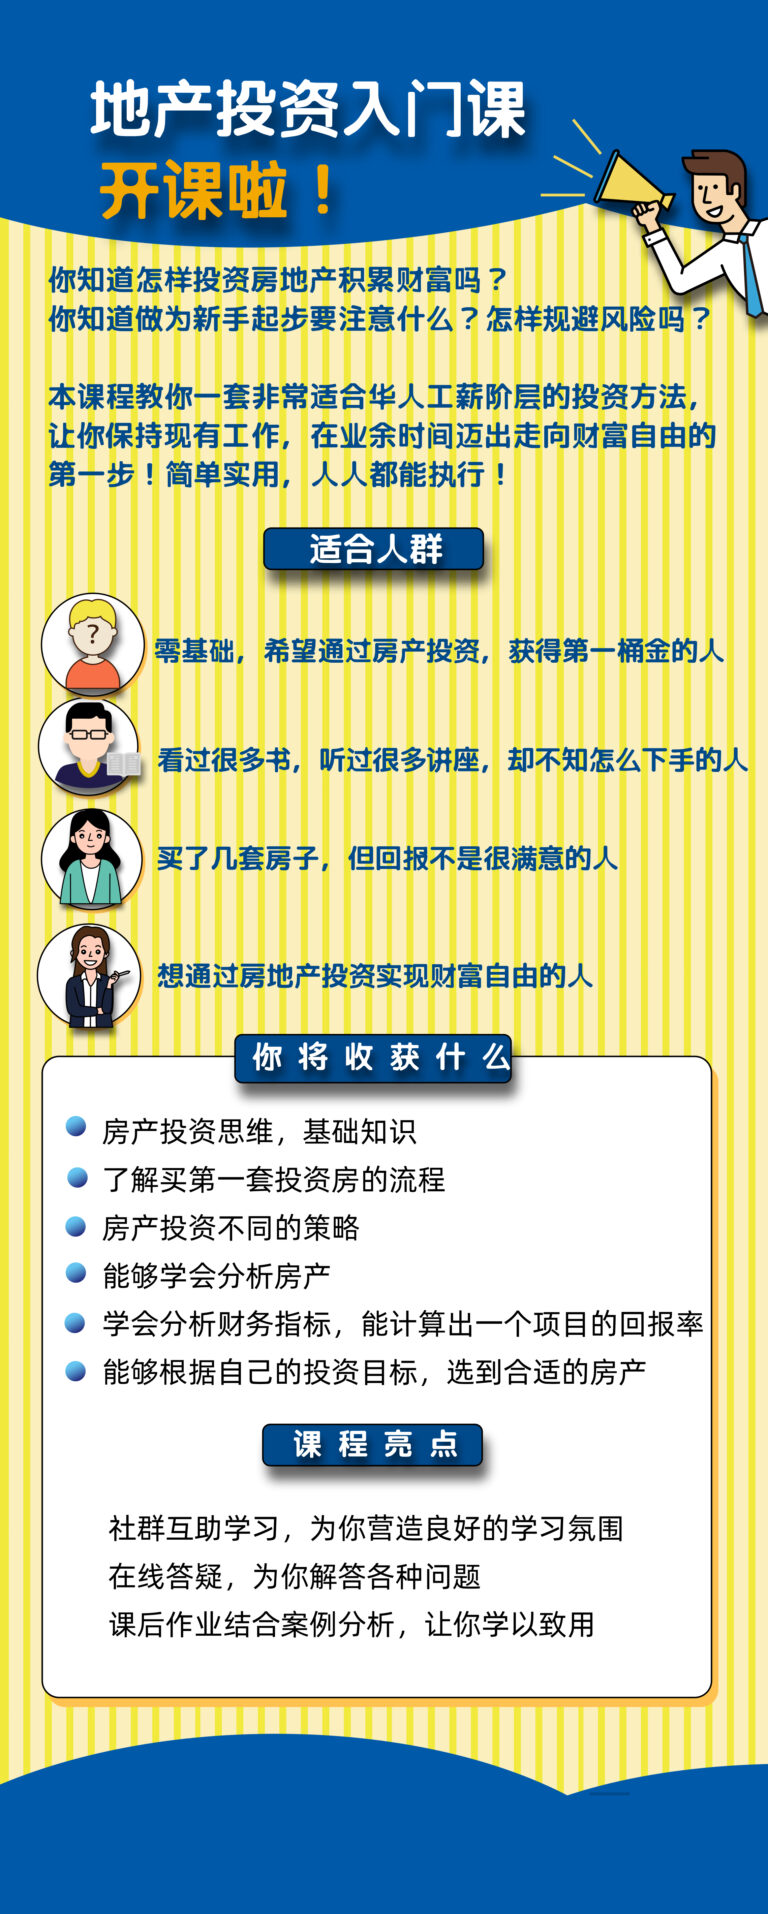 地产投资入门课
开课啦！
你知道怎样投资房地产积累财富吗？
你知道做为新手起步要注意什么？怎样规避风险吗？
本课程教你一套非常适合华人工薪阶层的投资方法，
让你保持现有工作，在业余时间迈出走向财富自由的
第一步！简单实用，人人都能执行！
适合人群
?
零基础，希望通过房产投资，获得第一桶金的人
看过很多书，听过很多讲座，却不知怎么下手的人
买了几套房子，但回报不是很满意的人
想通过房地产投资实现财富自由的人
你将收获什么
房产投资思维，基础知识
了解买第一套投资房的流程
房产投资不同的策略
能够学会分析房产
学会分析财务指标，能计算出一个项目的回报率
能够根据自己的投资目标，选到合适的房产
课程亮点
社群互助学习，为你营造良好的学习氛围
在线答疑，为你解答各种问题
课后作业结合案例分析，让你学以致用